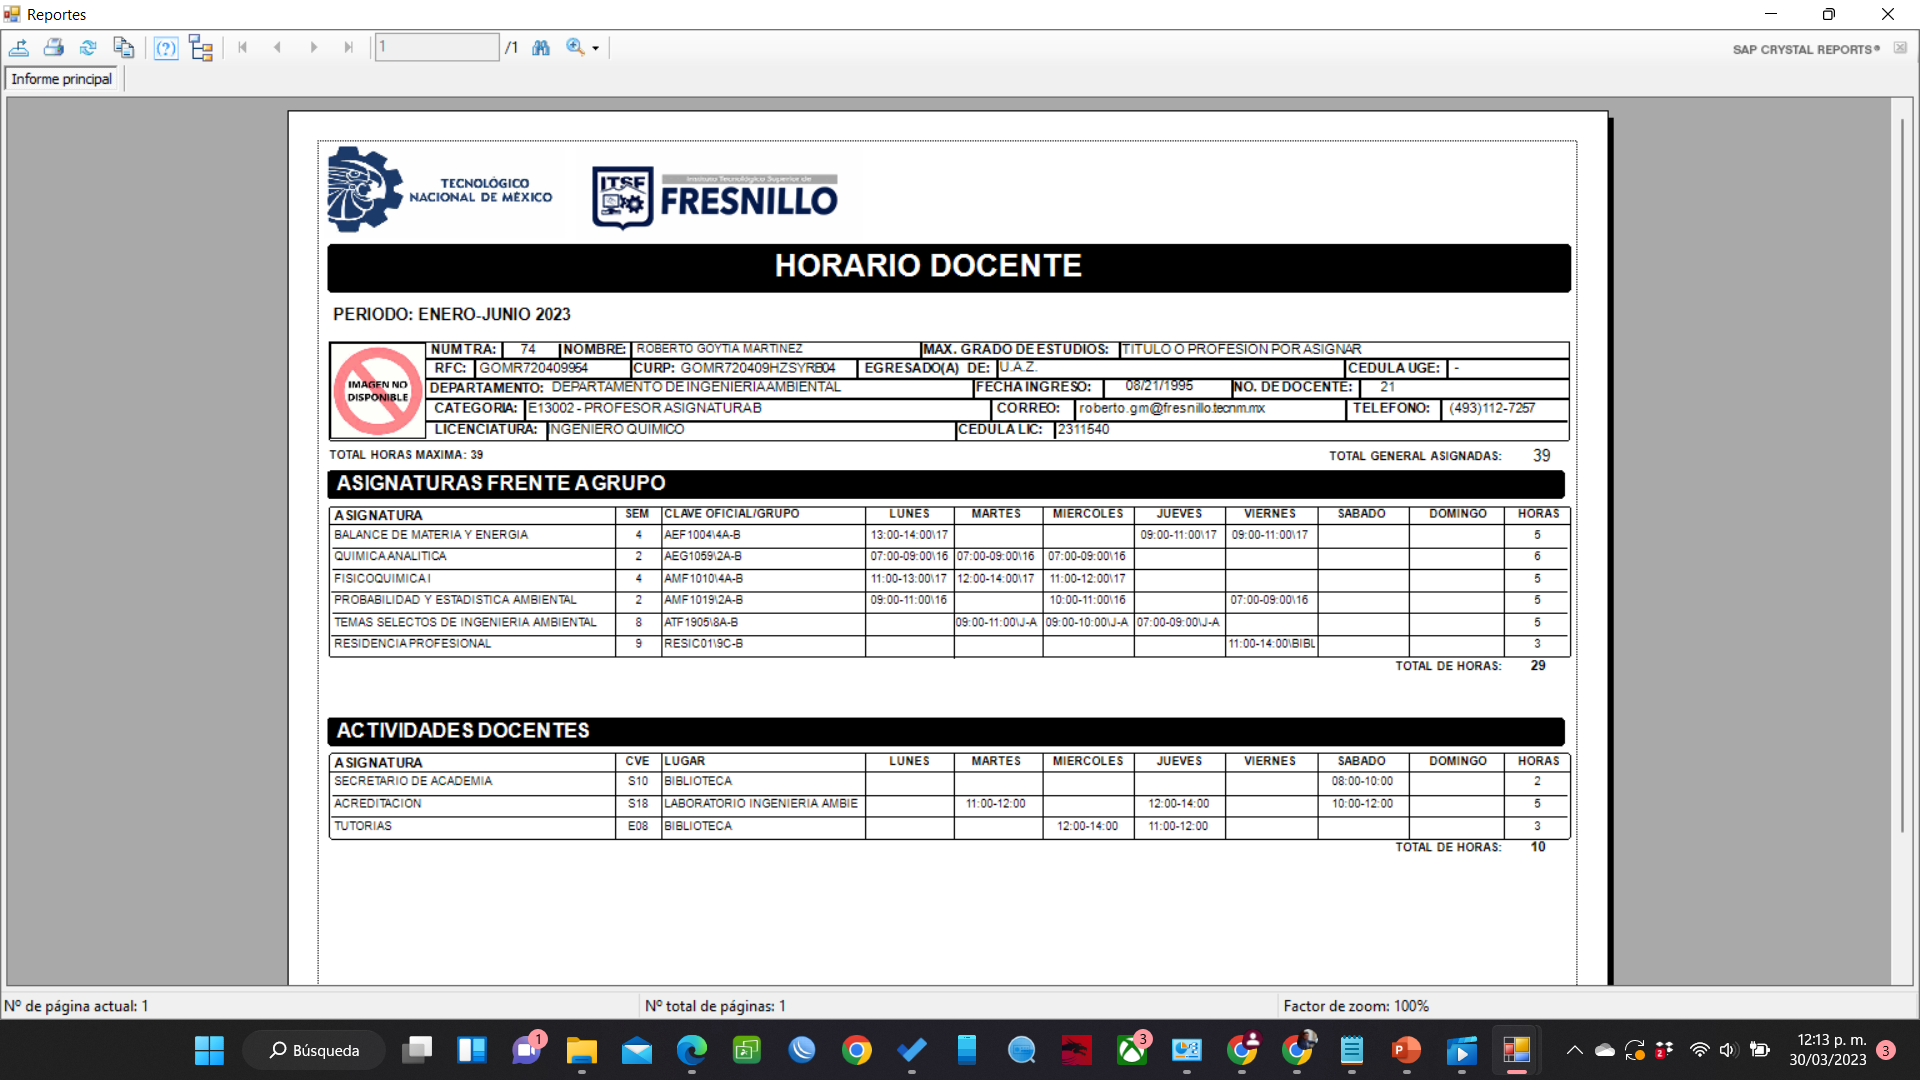 Reportes
1 /1 SAP CRYSTAL REPORTS®
Informe principal
TECNOLÓGICO
NACIONAL DE MÉXICO
ITSF
Instituto Tecnológico Superior de
FRESNILLO
HORARIO DOCENTE
PERIODO: ENERO-JUNIO 2023
IMAGEN NO
DISPONIBLE
NUMTRA: 74 NOMBRE: ROBERTO GOYTIA MARTINEZ MAX. GRADO DE ESTUDIOS: TITULO O PROFESION POR ASIGNAR
RFC: GOMR720409954 CURP: GOMR720409HZSYRB04 EGRESADO(A) DE: U.A.Z. CEDULA UGE: -
DEPARTAMENTO: DEPARTAMENTO DE INGENIERIA AMBIENTAL FECHA INGRESO: 08/21/1995 NO. DE DOCENTE: 21
CATEGORIA: E13002 - PROFESOR ASIGNATURA B CORREO: roberto.gm@fresnillo.tecnm.mx TELEFONO: (493)112-7257
LICENCIATURA: INGENIERO QUIMICO CEDULA LIC: 2311540
TOTAL HORAS MAXIMA: 39 TOTAL GENERAL ASIGNADAS: 39
ASIGNATURAS FRENTE A GRUPO
ASIGNATURA SEM CLAVE OFICIAL/GRUPO LUNES MARTES MIERCOLES JUEVES VIERNES SABADO DOMINGO HORAS
BALANCE DE MATERIA Y ENERGIA 4 AEF1004\4A-B 13:00-14:00\17 09:00-11:00\17 09:00-11:00\17 5
QUIMICA ANALITICA 2 AEG1059\2A-B 07:00-09:00\16 07:00-09:00\16 07:00-09:00\16 6
FISICOQUIMICA I 4 AMF1010\4A-B 11:00-13:00\17 12:00-14:00\17 11:00-12:00\17 5
PROBABILIDAD Y ESTADISTICA AMBIENTAL 2 AMF1019\2A-B 09:00-11:00\16 10:00-11:00\16 07:00-09:00\16 5
TEMAS SELECTOS DE INGENIERIA AMBIENTAL 8 ATF1905\8A-B 09:00-11:00\J-A 09:00-10:00\J-A 07:00-09:00\J-A 5
RESIDENCIA PROFESIONAL 9 RESIC01\9C-B 11:00-14:00\BIBL 3
TOTAL DE HORAS: 29
ACTIVIDADES DOCENTES
ASIGNATURA CVE LUGAR LUNES MARTES MIERCOLES JUEVES VIERNES SABADO DOMINGO HORAS
SECRETARIO DE ACADEMIA S10 BIBLIOTECA 08:00-10:00 2
ACREDITACION S18 LABORATORIO INGENIERIA AMBIE 11:00-12:00 12:00-14:00 10:00-12:00 5
TUTORIAS E08 BIBLIOTECA 12:00-14:00 11:00-12:00 3
TOTAL DE HORAS: 10
Nº de página actual: 1 Nº total de páginas: 1 Factor de zoom: 100%
Búsqueda 1 3 2 12:13 p. m. 3
30/03/2023